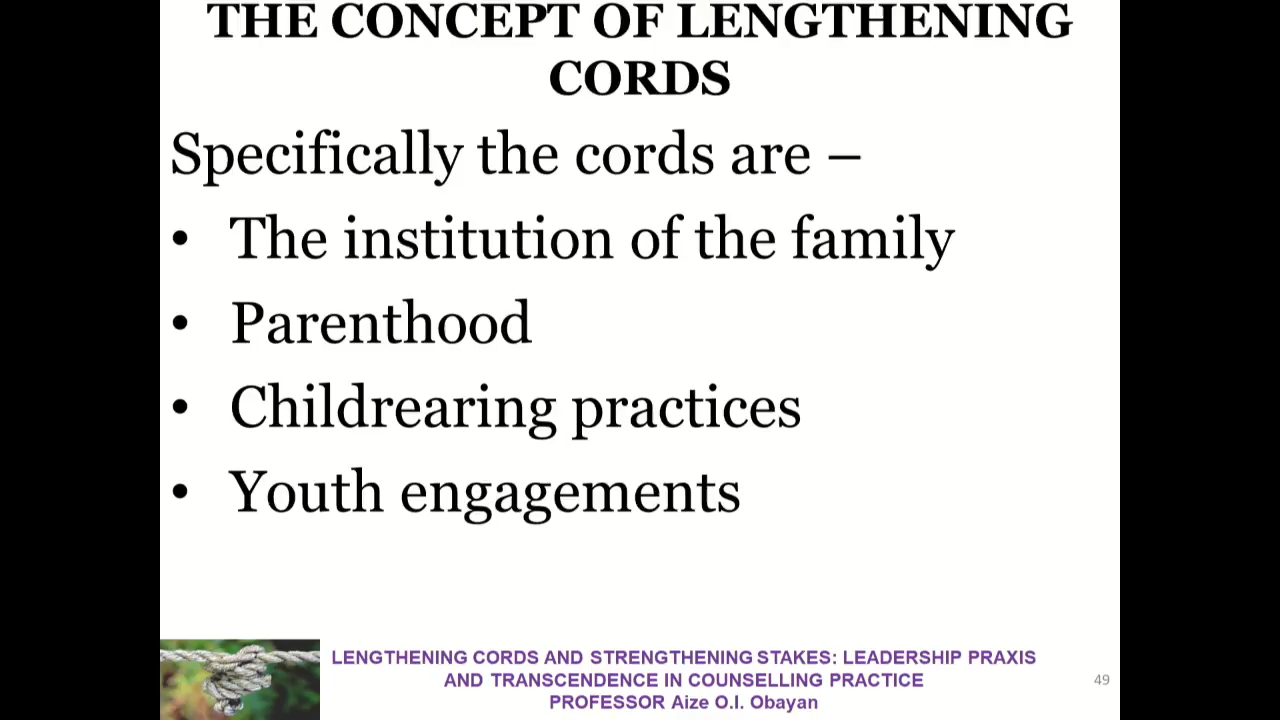 THE CONCEPT OF LENGTHENING
CORDS
Specifically the cords are –
• The institution of the family
• Parenthood
• Childrearing practices
• Youth engagements
LENGTHENING CORDS AND STRENGTHENING STAKES: LEADERSHIP PRAXIS
AND TRANSCENDENCE IN COUNSELLING PRACTICE
PROFESSOR Aize O.I. Obayan
49